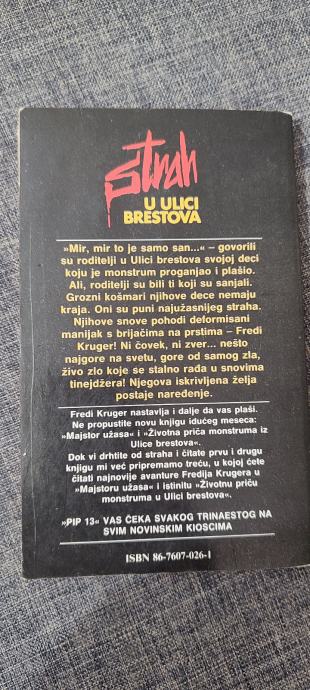 Strah
U ULICI
BRESTOVA
»Mir, mir to je samo san...« – govorili
su roditelji u Ulici brestova svojoj deci
koju je monstrum proganjao i plašio.
Ali, roditelji su bili ti koji su sanjali.
Grozni košmari njihove dece nemaju
kraja. Oni su puni najužasnijeg straha.
Njihove snove pohodi deformisani
manijak s brijačima na prstima – Fredi
Kruger! Ni čovek, ni zver... nešto
najgore na svetu, gore od samog zla,
živo zlo koje se stalno rađa u snovima
tinejdžera! Njegova iskrivljena želja
postaje naređenje.
Fredi Kruger nastavlja i dalje da vas plaši.
Ne propustite novu knjigu idućeg meseca:
»Majstor užasa« i »Životna priča monstruma iz
Ulice brestova«.
Dok vi drhtite od straha i čitate prvu i drugu
knjigu mi već pripremamo treću, u kojoj ćete
čitati najnovije avanture Fredija Krugera u
»Majstoru užasa« i istinitu »Životnu priču
monstruma u Ulici brestova«.
»PIP 13« VAS ČEKA SVAKOG TRINAESTOG NA
SVIM NOVINSKIM KIOSCIMA
ISBN 86-7607-026-1